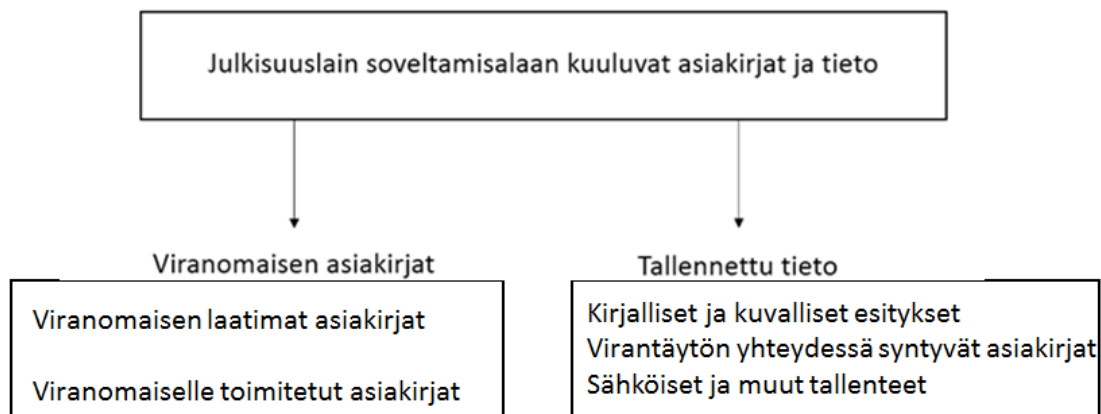 Julkisuuslain soveltamisalaan kuuluvat asiakirjat ja tieto
Viranomaisen asiakirjat
Viranomaisen laatimat asiakirjat
Viranomaiselle toimitetut asiakirjat
Tallennettu tieto
Kirjalliset ja kuvalliset esitykset
Virantäytön yhteydessä syntyvät asiakirjat
Sähköiset ja muut tallenteet